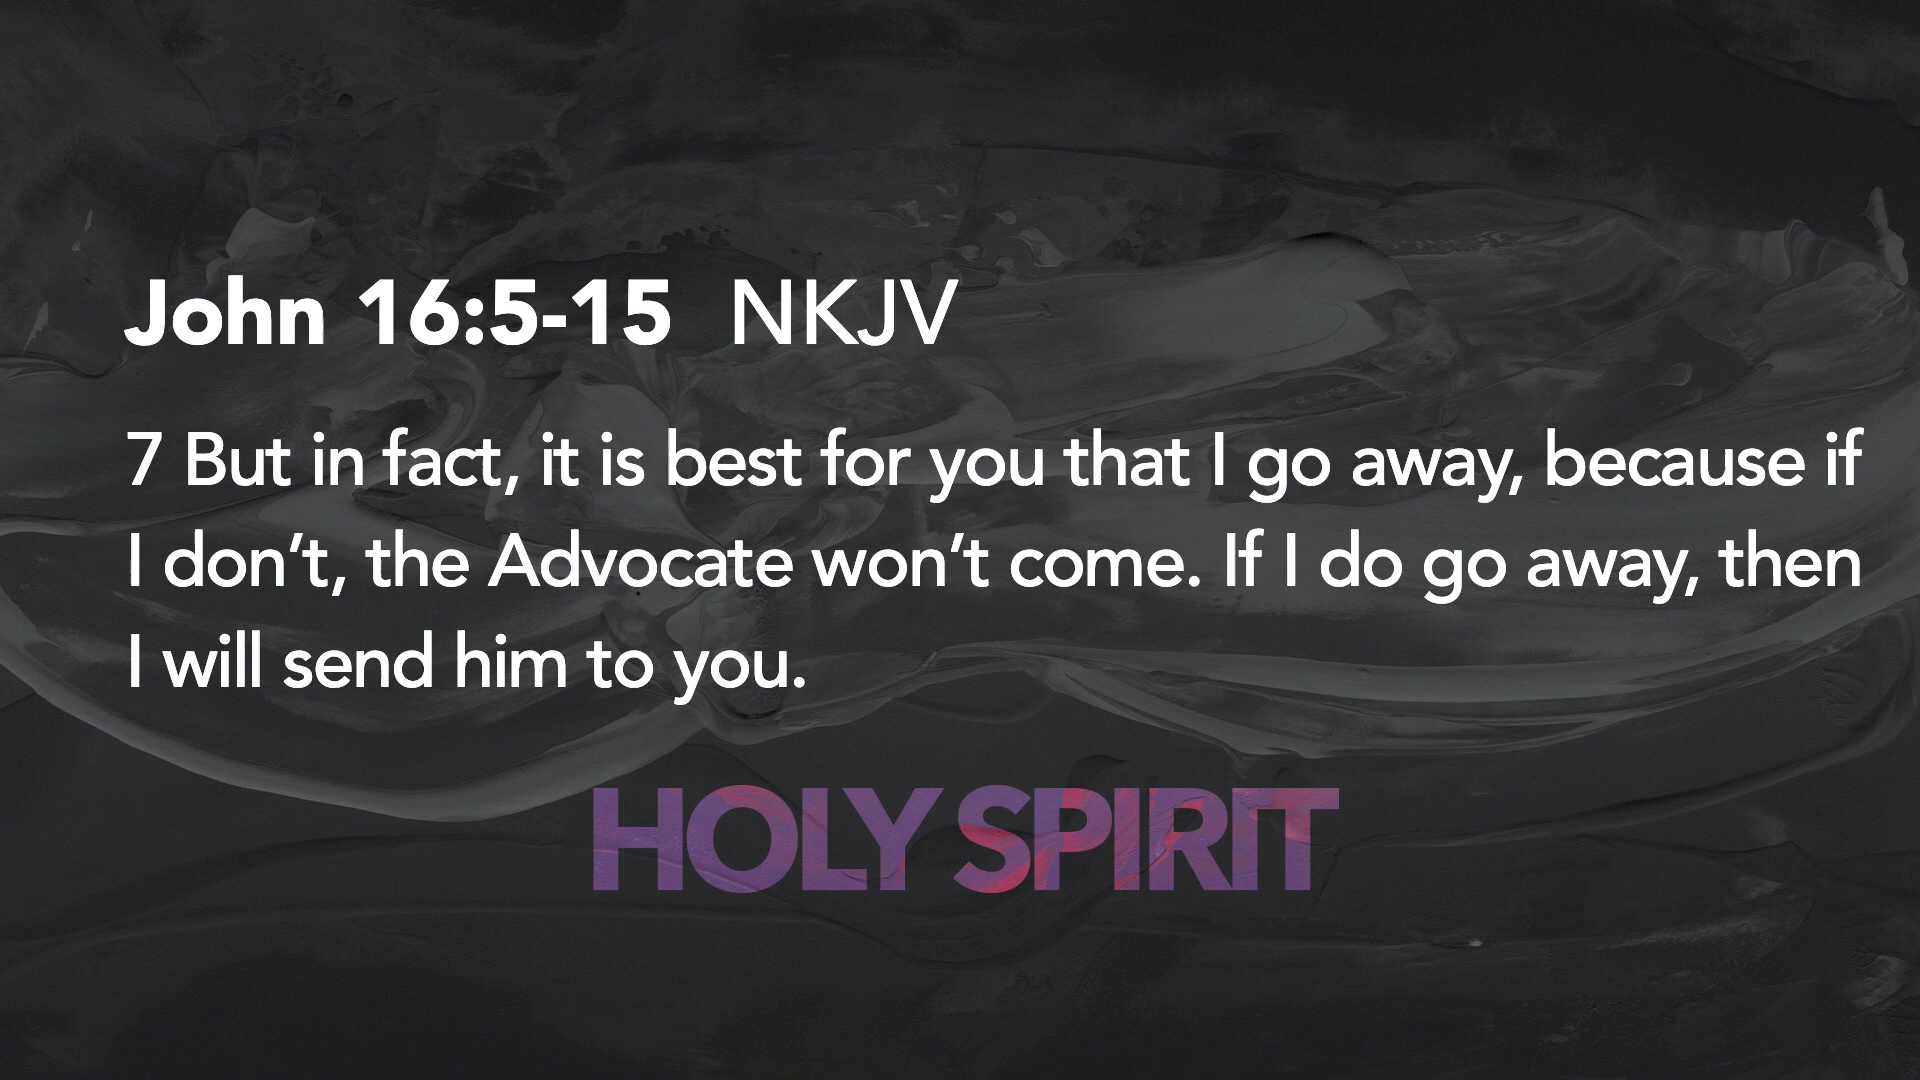 John 16:5-15 NKJV
7 But in fact, it is best for you that I go away, because if
I don’t, the Advocate won’t come. If I do go away, then
I will send him to you.
HOLY SPIRIT